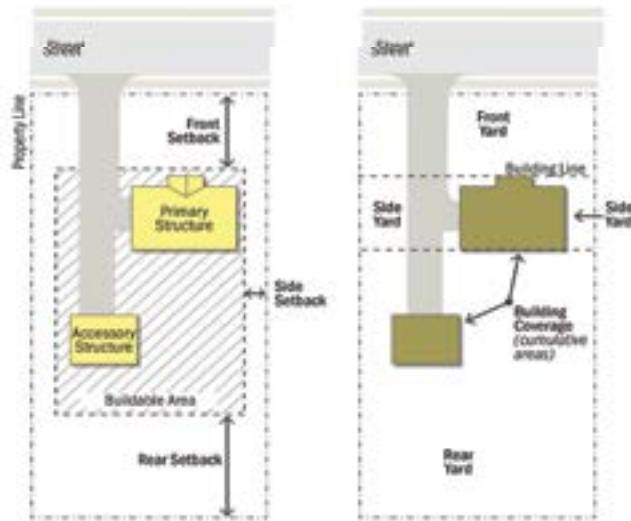 Street
Property Line
Front
Setback
Primary
Structure
Side
Setback
Accessory
Structure
Buildable Area
Rear Setback
Street
Front
Yard
Building Line
Side
Yard
Side
Yard
Building
Coverage
(cumulative
areas)
Rear
Yard